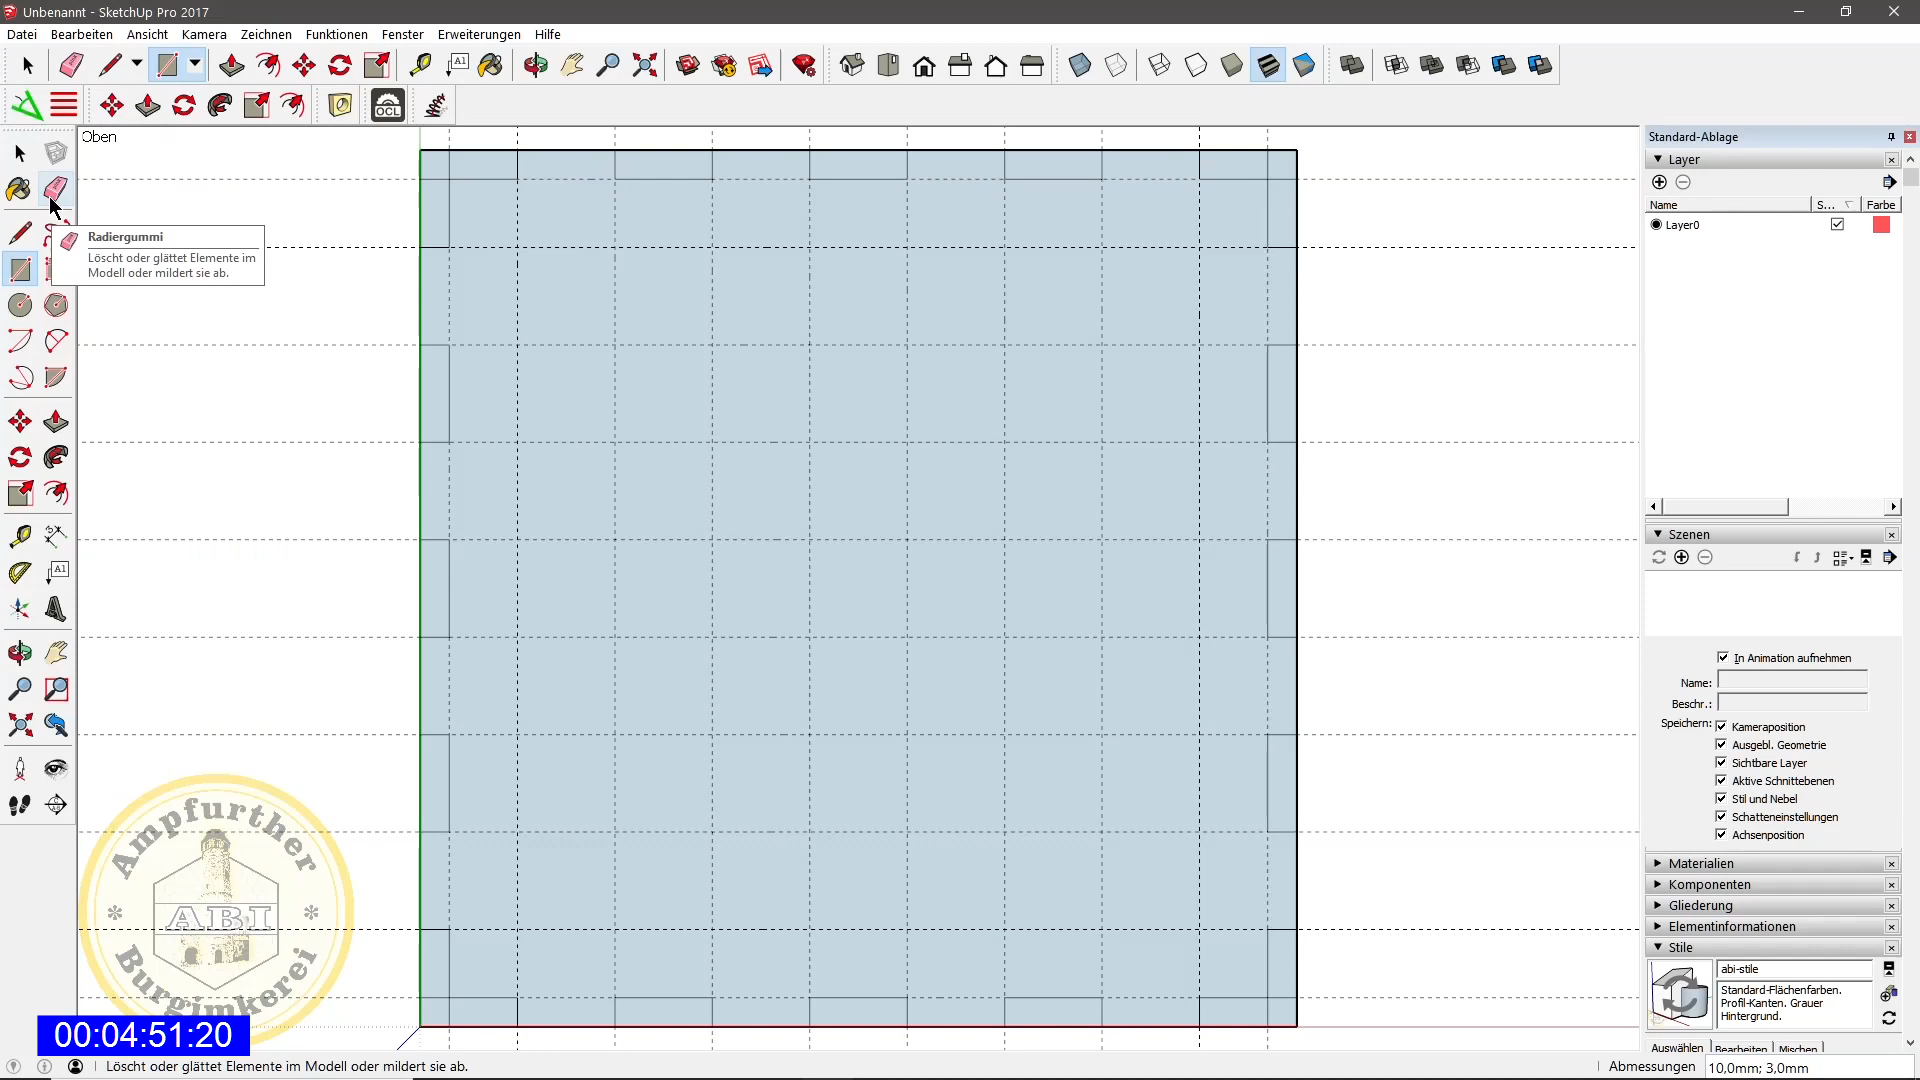 Unbenannt - SketchUp Pro 2017
Datei Bearbeiten Ansicht Kamera Zeichnen Funktionen Fenster Erweiterungen Hilfe
A1
OCL
Oben
Radiergummi
Löscht oder glättet Elemente im
Modell oder mildert sie ab.
A1
Standard-Ablage
Layer
Name S... Farbe
Layer0
Szenen
In Animation aufnehmen
Name:
Beschr.:
Speichern: Kameraposition
Ausgebl. Geometrie
Sichtbare Layer
Aktive Schnittebenen
Stil und Nebel
Schatteneinstellungen
Achsenposition
Materialien
Komponenten
Gliederung
Elementinformationen
Stile
abi-stile
Standard-Flächenfarben.
Profil-Kanten. Grauer
Hintergrund.
Auswählen Bearbeiten Mischen
Ampfurther
ABI
Burgimkerei
00:04:51:20
Löscht oder glättet Elemente im Modell oder mildert sie ab.
Abmessungen 10,0mm; 3,0mm